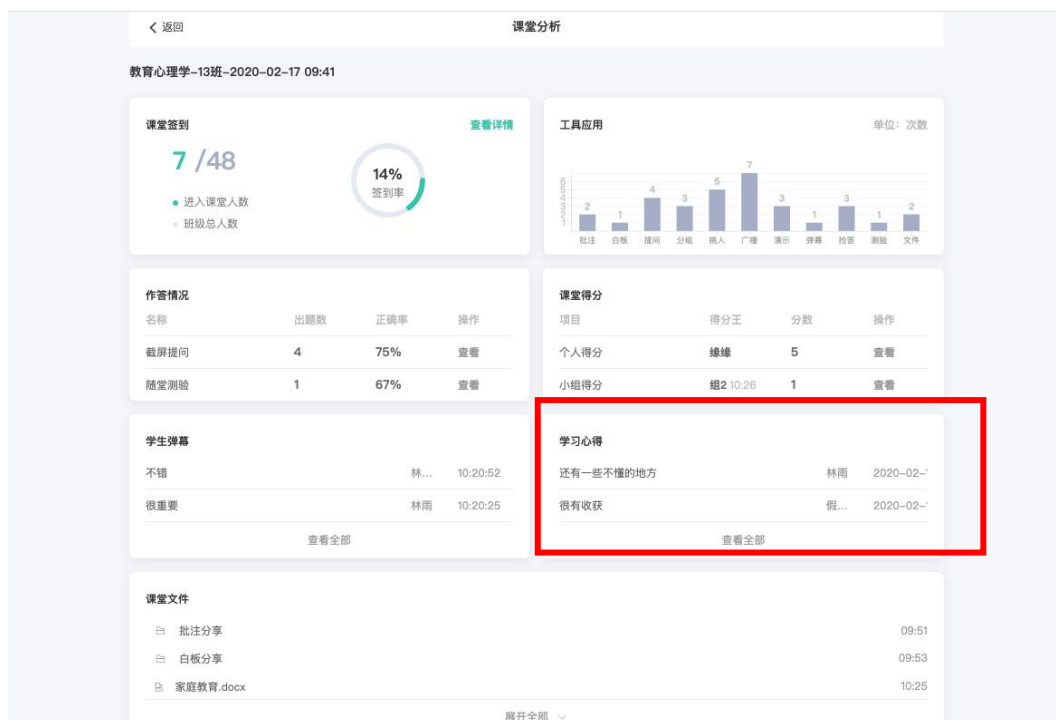 返回
课堂分析
教育心理学-13班-2020-02-17 09:41
课堂签到 查看详情
7 /48
进入课堂人数
班级总人数
14%
签到率
工具应用 单位：次数
6
5
4
3
2
1
2 1 4 3 5 7 3 1 3 1 2
批注 白板 提问 分组 挑人 广播 演示 弹幕 抢答 测验 文件
作答情况
名称 出题数 正确率 操作
截屏提问 4 75% 查看
随堂测验 1 67% 查看
课堂得分
项目 得分王 分数 操作
个人得分 缘缘 5 查看
小组得分 组2 10:26 1 查看
学生弹幕
不错 林... 10:20:52
很重要 林雨 10:20:25
查看全部
学习心得
还有一些不懂的地方 林雨 2020-02-
很有收获 假... 2020-02-
查看全部
课堂文件
批注分享 09:51
白板分享 09:53
家庭教育.docx 10:25
展开全部